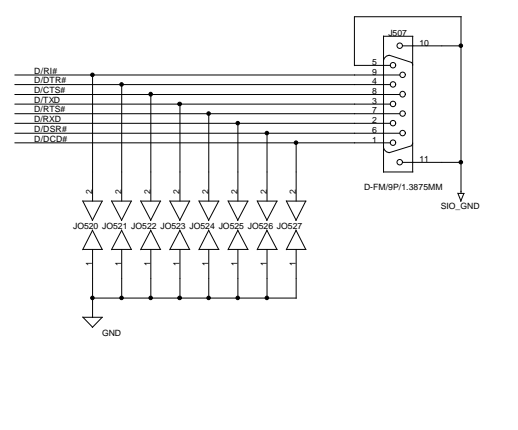 J507
10
5
D/RI# 9
D/DTR# 4
D/CTS# 8
D/TXD 3
D/RTS# 7
D/RXD 2
D/DSR# 6
D/DCD# 1
11
D-FM/9P/1.3875MM
SIO_GND
2 2 2 2 2 2 2 2
JO520 JO521 JO522 JO523 JO524 JO525 JO526 JO527
1 1 1 1 1 1 1 1
GND